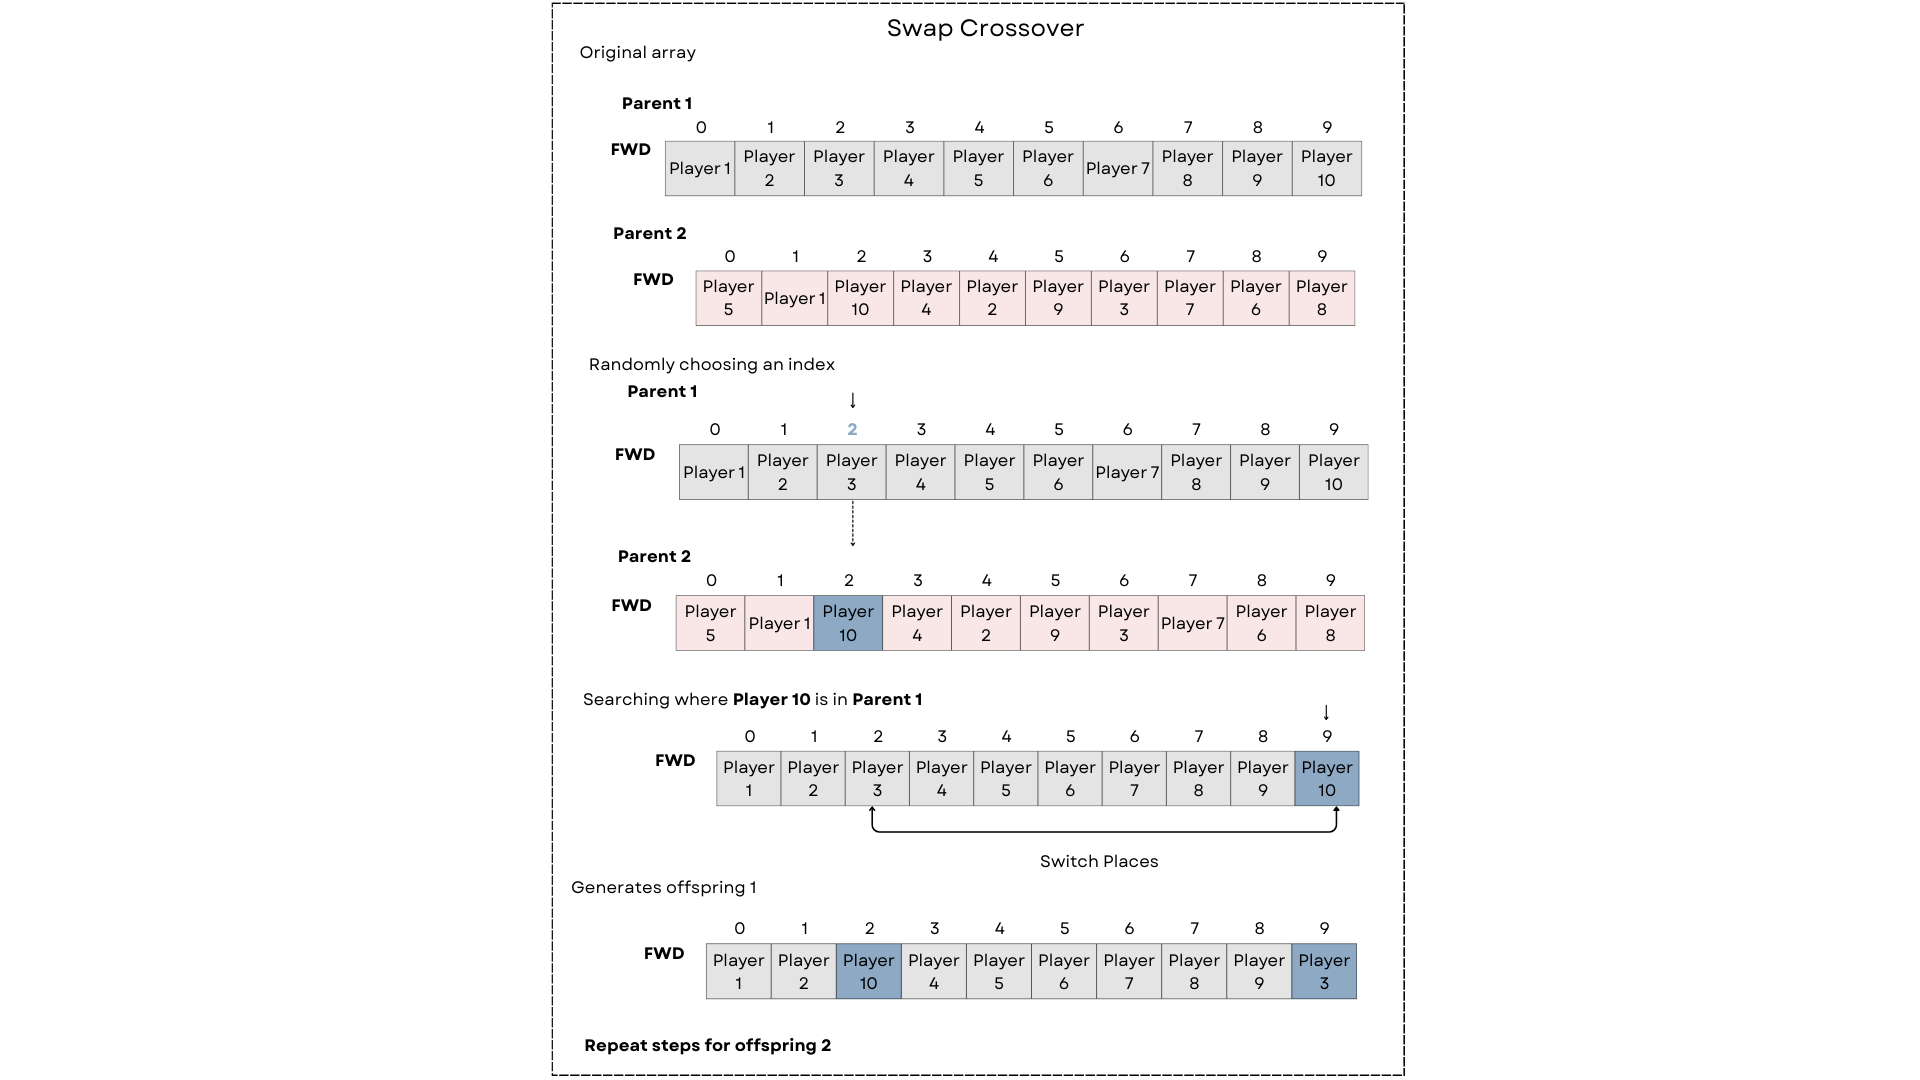 Swap Crossover
Original array
Parent 1
0 1 2 3 4 5 6 7 8 9
FWD
Player 1 Player 2 Player 3 Player 4 Player 5 Player 6 Player 7 Player 8 Player 9 Player 10
Parent 2
0 1 2 3 4 5 6 7 8 9
FWD
Player 5 Player 1 Player 10 Player 4 Player 2 Player 9 Player 3 Player 7 Player 6 Player 8
Randomly choosing an index
Parent 1
0 1 2 3 4 5 6 7 8 9
FWD
Player 1 Player 2 Player 3 Player 4 Player 5 Player 6 Player 7 Player 8 Player 9 Player 10
Parent 2
0 1 2 3 4 5 6 7 8 9
FWD
Player 5 Player 1 Player 10 Player 4 Player 2 Player 9 Player 3 Player 7 Player 6 Player 8
Searching where Player 10 is in Parent 1
0 1 2 3 4 5 6 7 8 9
FWD
Player 1 Player 2 Player 3 Player 4 Player 5 Player 6 Player 7 Player 8 Player 9 Player 10
Switch Places
Generates offspring 1
0 1 2 3 4 5 6 7 8 9
FWD
Player 1 Player 2 Player 10 Player 4 Player 5 Player 6 Player 7 Player 8 Player 9 Player 3
Repeat steps for offspring 2